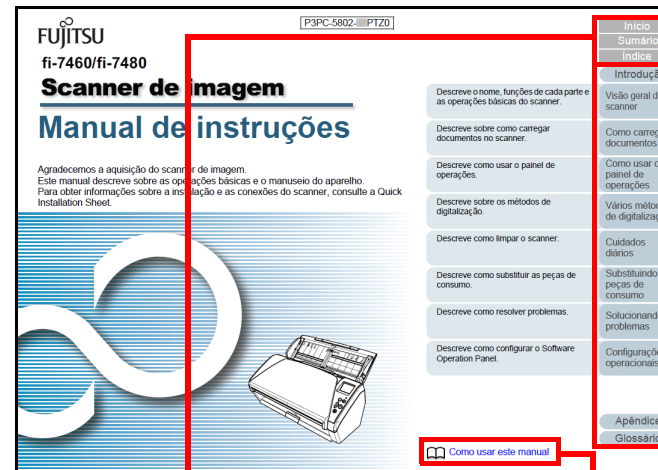 FUJITSU
P3PC-5802- PTZ0
fi-7460/fi-7480
Scanner de imagem
Manual de instruções
Agradecemos a aquisição do scanner de imagem.
Este manual descreve sobre as operações básicas e o manuseio do aparelho.
Para obter informações sobre a instalação e as conexões do scanner, consulte a Quick
Installation Sheet.
Descreve o nome, funções de cada parte e
as operações básicas do scanner.
Descreve sobre como carregar
documentos no scanner.
Descreve como usar o painel de
operações.
Descreve sobre os métodos de
digitalização.
Descreve como limpar o scanner.
Descreve como substituir as peças de
consumo.
Descreve como resolver problemas.
Descreve como configurar o Software
Operation Panel.
Como usar este manual
Início
Sumário
Índice
Introduçã
Visão geral d
scanner
Como carreg
documentos
Como usar o
painel de
operações
Vários métod
de digitalizaç
Cuidados
diários
Substituindo
peças de
consumo
Solucionand
problemas
Configuraçõ
operacionais
Apêndice
Glossário